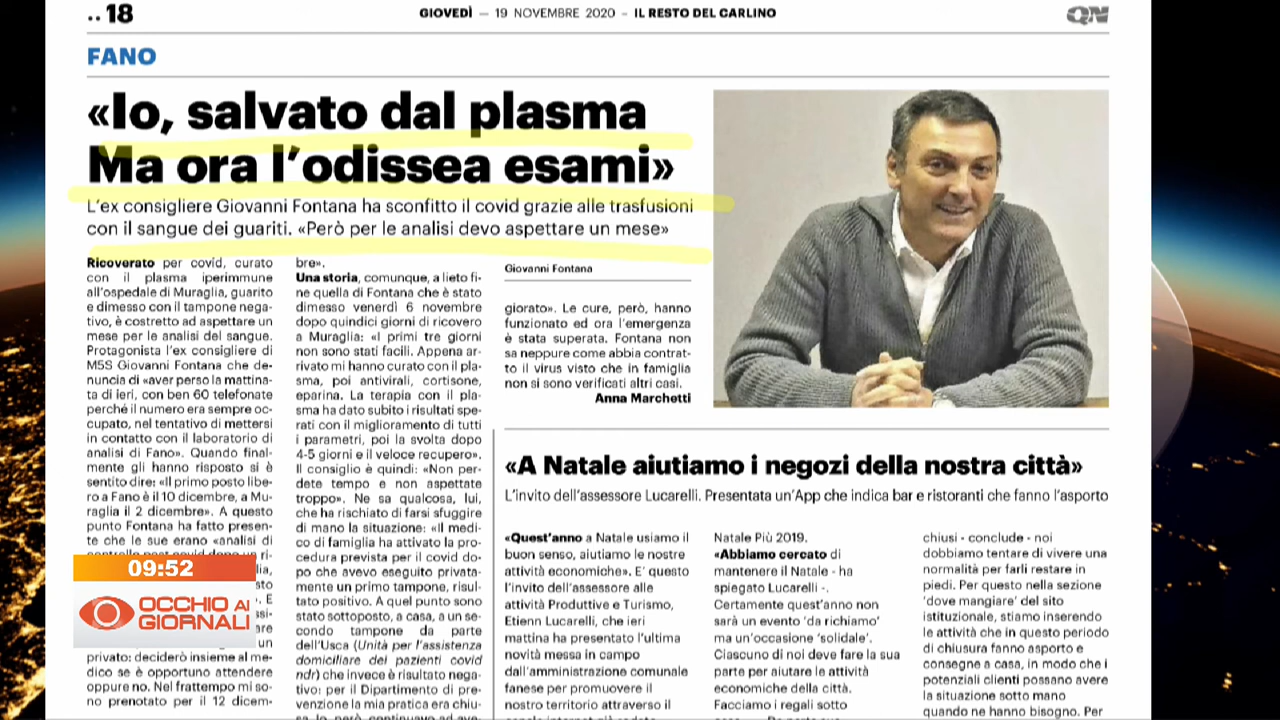 .. 18
GIOVEDÌ — 19 NOVEMBRE 2020 – IL RESTO DEL CARLINO
QN
FANO
«Io, salvato dal plasma
Ma ora l'odissea esami»
L'ex consigliere Giovanni Fontana ha sconfitto il covid grazie alle trasfusioni
con il sangue dei guariti. «Però per le analisi devo aspettare un mese»
Ricoverato per covid, curato
con il plasma iperimmune
all'ospedale di Muraglia, guarito
e dimesso con il tampone nega-
tivo, è costretto ad aspettare un
mese per le analisi del sangue.
Protagonista l'ex consigliere di
M5S Giovanni Fontana che de-
nuncia di «aver perso la mattina-
ta di ieri, con ben 60 telefonate
perché il numero era sempre oc-
cupato, nel tentativo di mettersi
in contatto con il laboratorio di
analisi di Fano». Quando final-
mente gli hanno risposto si è
sentito dire: «Il primo posto libe-
ro a Fano è il 10 dicembre, a Mu-
raglia il 2 dicembre». A questo
punto Fontana ha fatto presen-
te che le sue erano «analisi di
privato: deciderò insieme al me-
dico se è opportuno attendere
oppure no. Nel frattempo mi so-
no prenotato per il 12 dicem-
bre».
Una storia, comunque, a lieto fi-
ne quella di Fontana che è stato
dimesso venerdì 6 novembre
dopo quindici giorni di ricovero
a Muraglia: «I primi tre giorni
non sono stati facili. Appena ar-
rivato mi hanno curato con il pla-
sma, poi antivirali, cortisone,
eparina. La terapia con il pla-
sma ha dato subito i risultati spe-
rati con il miglioramento di tutti
i parametri, poi la svolta dopo
4-5 giorni e il veloce recupero».
Il consiglio è quindi: «Non per-
dete tempo e non aspettate
troppo». Ne sa qualcosa, lui,
che ha rischiato di farsi sfuggire
di mano la situazione: «Il medi-
co di famiglia ha attivato la pro-
cedura prevista per il covid do-
po che avevo eseguito privata-
mente un primo tampone, risul-
tato positivo. A quel punto sono
stato sottoposto, a casa, a un se-
condo tampone da parte
dell'Usca (Unità per l'assistenza
domiciliare dei pazienti covid
ndr) che invece è risultato nega-
tivo: per il Dipartimento di pre-
venzione la mia pratica era chiu-
Giovanni Fontana
giorato». Le cure, però, hanno
funzionato ed ora l'emergenza
è stata superata. Fontana non
sa neppure come abbia contrat-
to il virus visto che in famiglia
non si sono verificati altri casi.
Anna Marchetti
«A Natale aiutiamo i negozi della nostra città»
L'invito dell'assessore Lucarelli. Presentata un'App che indica bar e ristoranti che fanno l'asporto
«Quest'anno a Natale usiamo il
buon senso, aiutiamo le nostre
attività economiche». E' questo
l'invito dell'assessore alle
attività Produttive e Turismo,
Etienn Lucarelli, che ieri
mattina ha presentato l'ultima
novità messa in campo
dall'amministrazione comunale
fanese per promuovere il
territorio attraverso il
Natale Più 2019.
«Abbiamo cercato di
mantenere il Natale - ha
spiegato Lucarelli -.
Certamente quest'anno non
sarà un evento 'da richiamo'
ma un'occasione 'solidale'.
Ciascuno di noi deve fare la sua
parte per aiutare le attività
economiche della città.
Facciamo i regali sotto
chiusi - conclude - noi
dobbiamo tentare di vivere una
normalità per farli restare in
piedi. Per questo nella sezione
'dove mangiare' del sito
istituzionale, stiamo inserendo
le attività che in questo periodo
di chiusura fanno asporto e
consegne a casa, in modo che i
potenziali clienti possano avere
la situazione sotto mano
quando ne hanno bisogno. Per
09:52
OCCHIO AI
GIORNALI